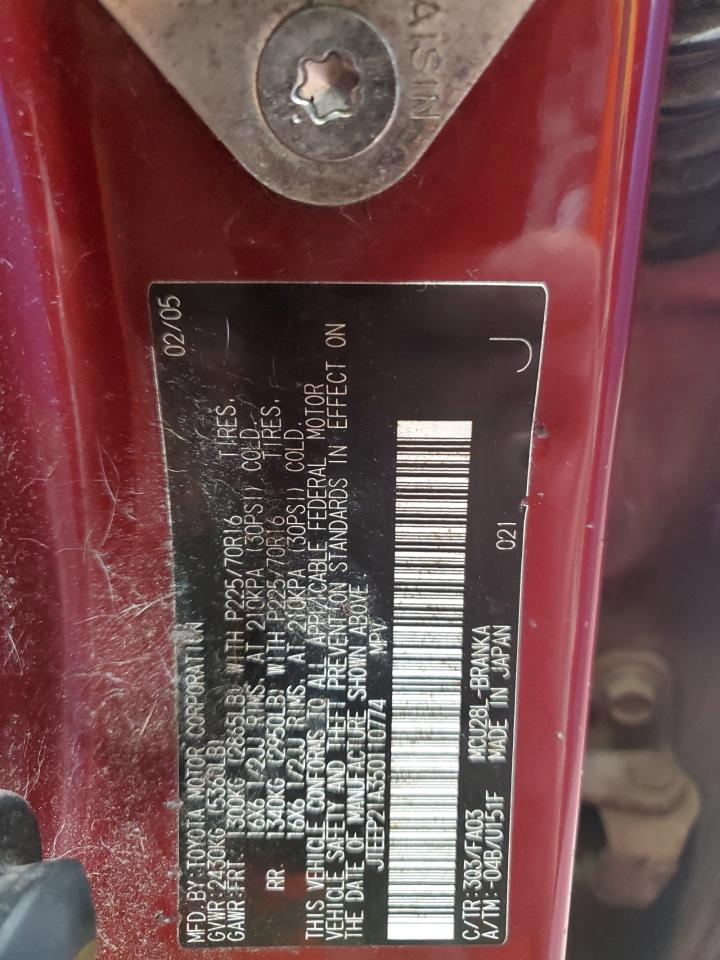 AISIN
MFD. BY:TOYOTA MOTOR CORPORATION 02/05
GVWR:2430KG (5360LB)
GAWR:FRT. 1300KG (2865LB) WITH P225/70R16 TIRES,
16X6 1/2JJ RIMS, AT 210KPA (30PSI) COLD.
RR. 1340KG (2950LB) WITH P225/70R16 TIRES,
16X6 1/2JJ RIMS, AT 210KPA (30PSI) COLD.
THIS VEHICLE CONFORMS TO ALL APPLICABLE FEDERAL MOTOR
VEHICLE SAFETY AND THEFT PREVENTION STANDARDS IN EFFECT ON
THE DATE OF MANUFACTURE SHOWN ABOVE
JTEEP21A350110774 MPV
C/TR:3Q3/FA03 MCU28L-BRANKA
A/TM:-04B/U151F MADE IN JAPAN
021
J